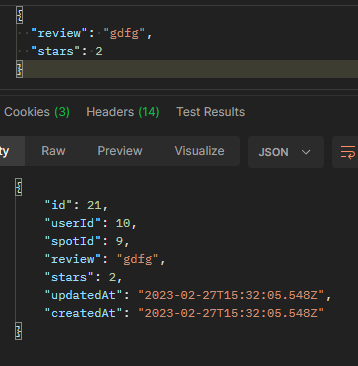 {
"review": "gdfg",
"stars": 2
}
Cookies (3) Headers (14) Test Results
ty Raw Preview Visualize JSON
{
"id": 21,
"userId": 10,
"spotId": 9,
"review": "gdfg",
"stars": 2,
"updatedAt": "2023-02-27T15:32:05.548Z",
"createdAt": "2023-02-27T15:32:05.548Z"
}